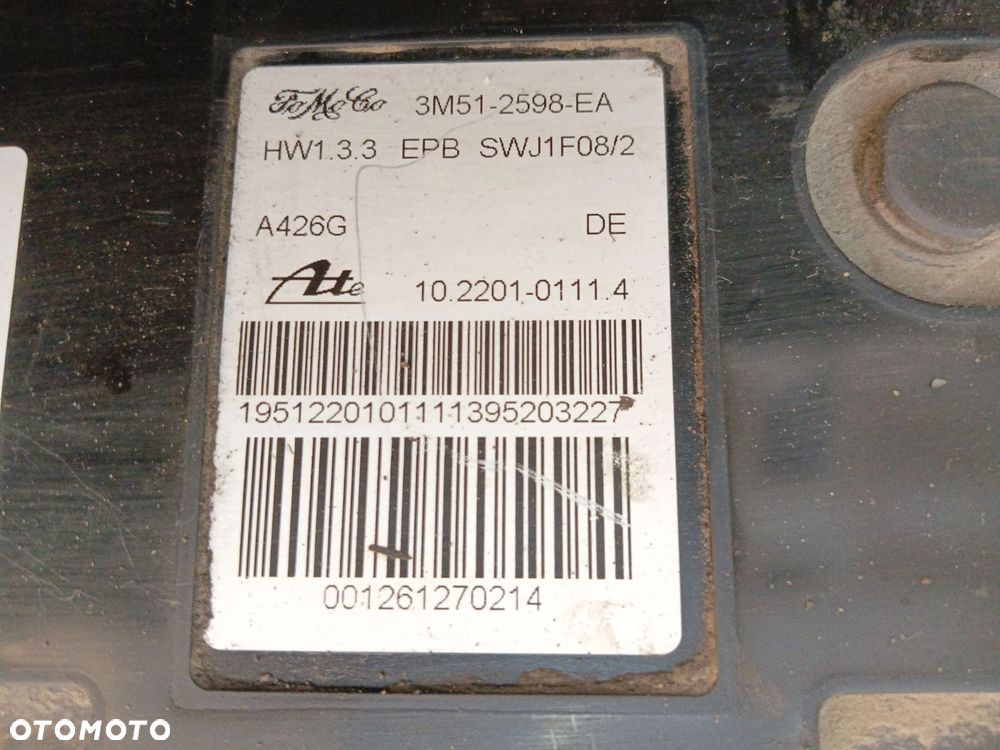 FoMoCo 3M51-2598-EA
HW1.3.3 EPB SWJ1F08/2
A426G DE
Ate 10.2201-0111.4
19512201011111395203227
001261270214
OTOMOTO